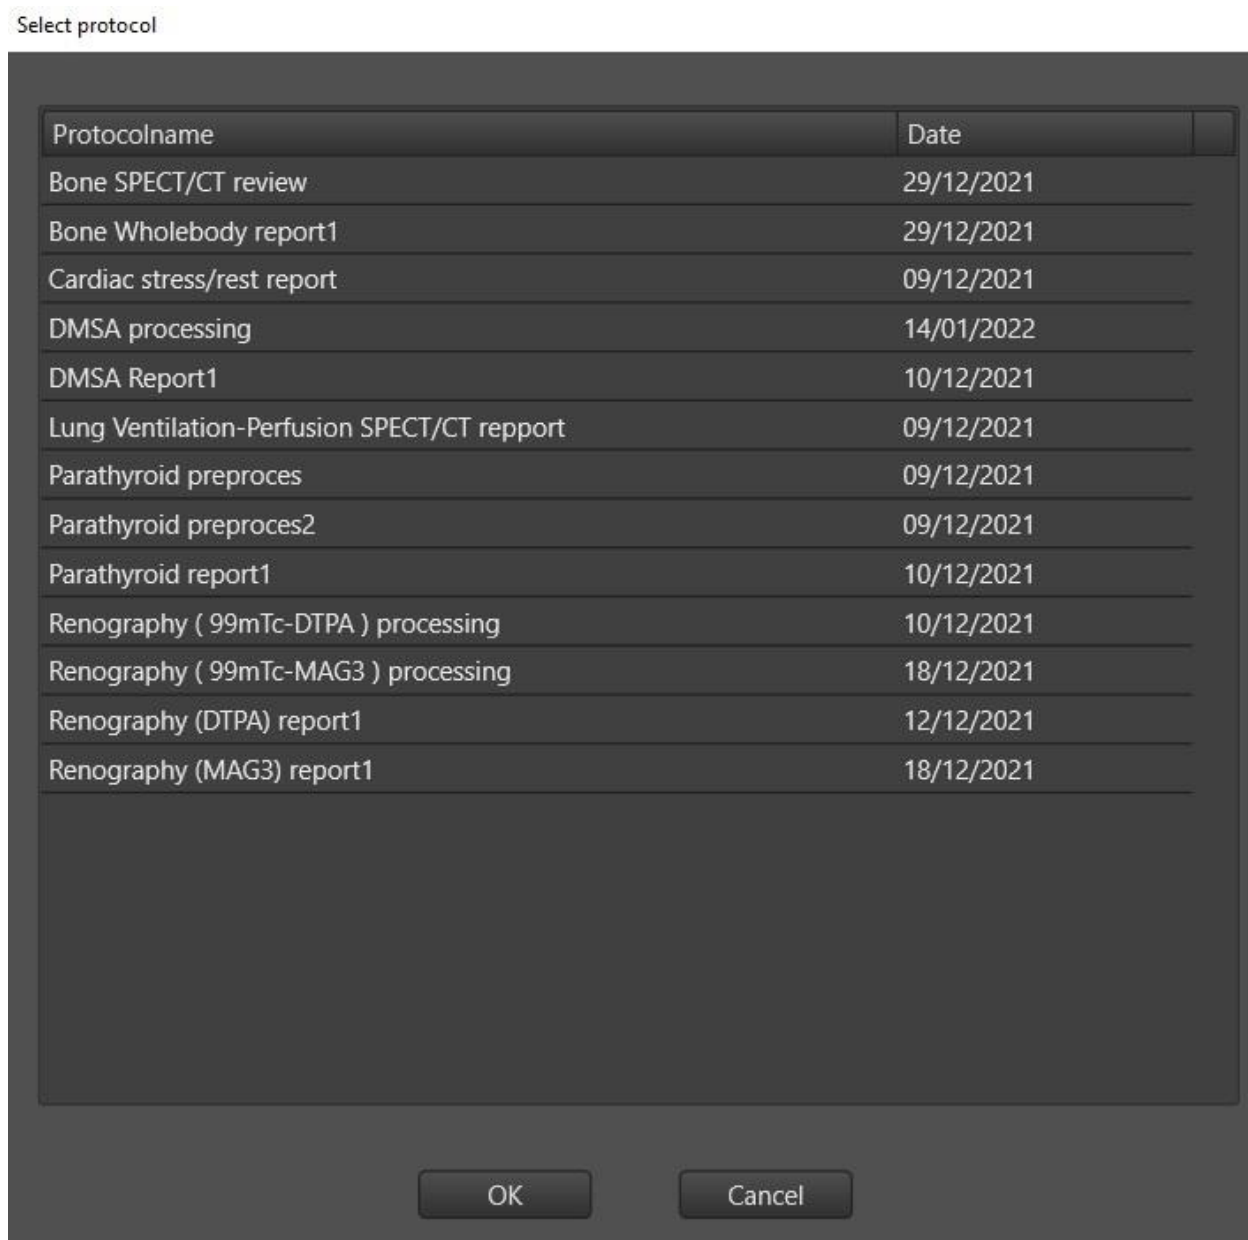 Select protocol
Protocolname Date
Bone SPECT/CT review 29/12/2021
Bone Wholebody report1 29/12/2021
Cardiac stress/rest report 09/12/2021
DMSA processing 14/01/2022
DMSA Report1 10/12/2021
Lung Ventilation-Perfusion SPECT/CT repport 09/12/2021
Parathyroid preproces 09/12/2021
Parathyroid preproces2 09/12/2021
Parathyroid report1 10/12/2021
Renography ( 99mTc-DTPA ) processing 10/12/2021
Renography ( 99mTc-MAG3 ) processing 18/12/2021
Renography (DTPA) report1 12/12/2021
Renography (MAG3) report1 18/12/2021
OK Cancel